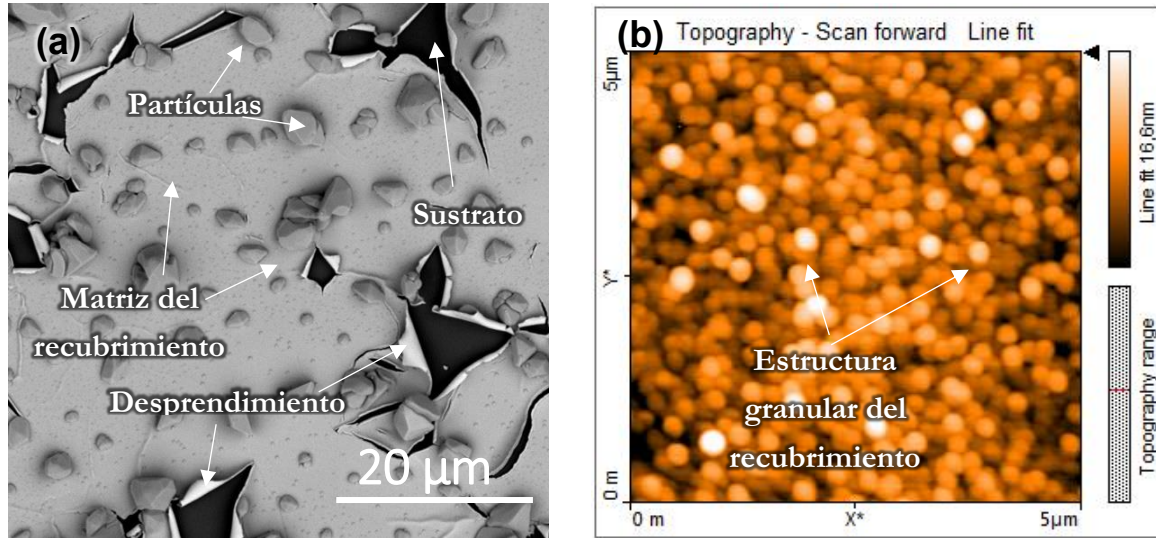 (a)
Partículas
Sustrato
Matriz del
recubrimiento
Desprendimiento
20 µm
(b)
Topography - Scan forward Line fit
5µm
Y*
0 m
0 m
X*
5µm
Estructura
granular del
recubrimiento
Line fit 16,6nm
Topography range